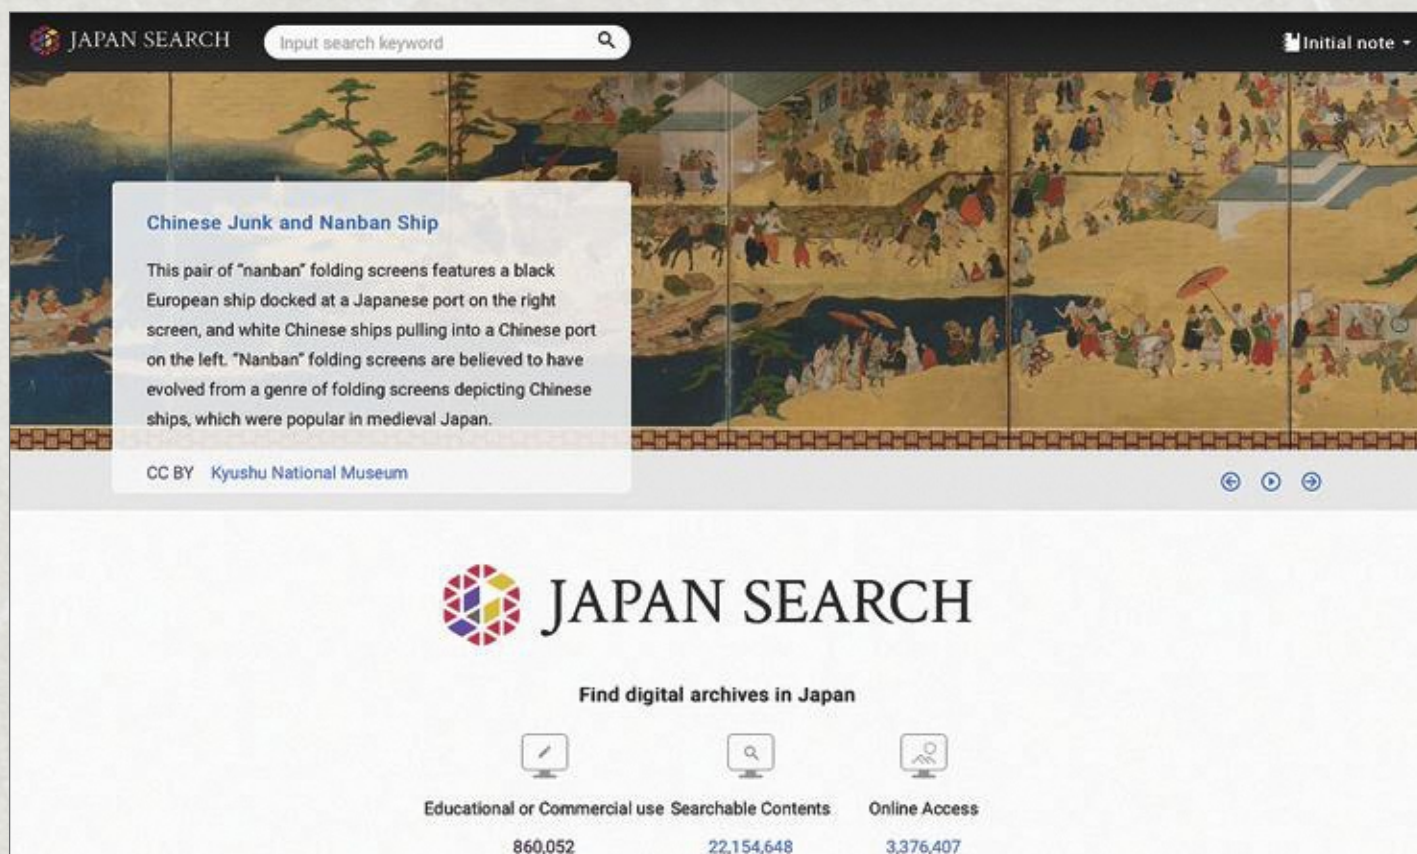 JAPAN SEARCH
Input search keyword
Initial note
Chinese Junk and Nanban Ship
This pair of “nanban” folding screens features a black
European ship docked at a Japanese port on the right
screen, and white Chinese ships pulling into a Chinese port
on the left. “Nanban” folding screens are believed to have
evolved from a genre of folding screens depicting Chinese
ships, which were popular in medieval Japan.
CC BY Kyushu National Museum
JAPAN SEARCH
Find digital archives in Japan
Educational or Commercial use Searchable Contents Online Access
860,052 22,154,648 3,376,407